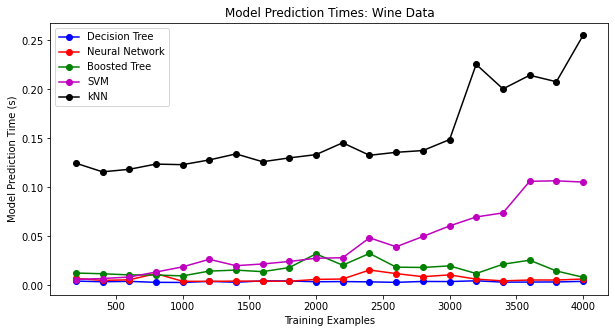 Model Prediction Times: Wine Data
Decision Tree
Neural Network
Boosted Tree
SVM
kNN
Model Prediction Time (s)
0.25
0.20
0.15
0.10
0.05
0.00
500 1000 1500 2000 2500 3000 3500 4000
Training Examples